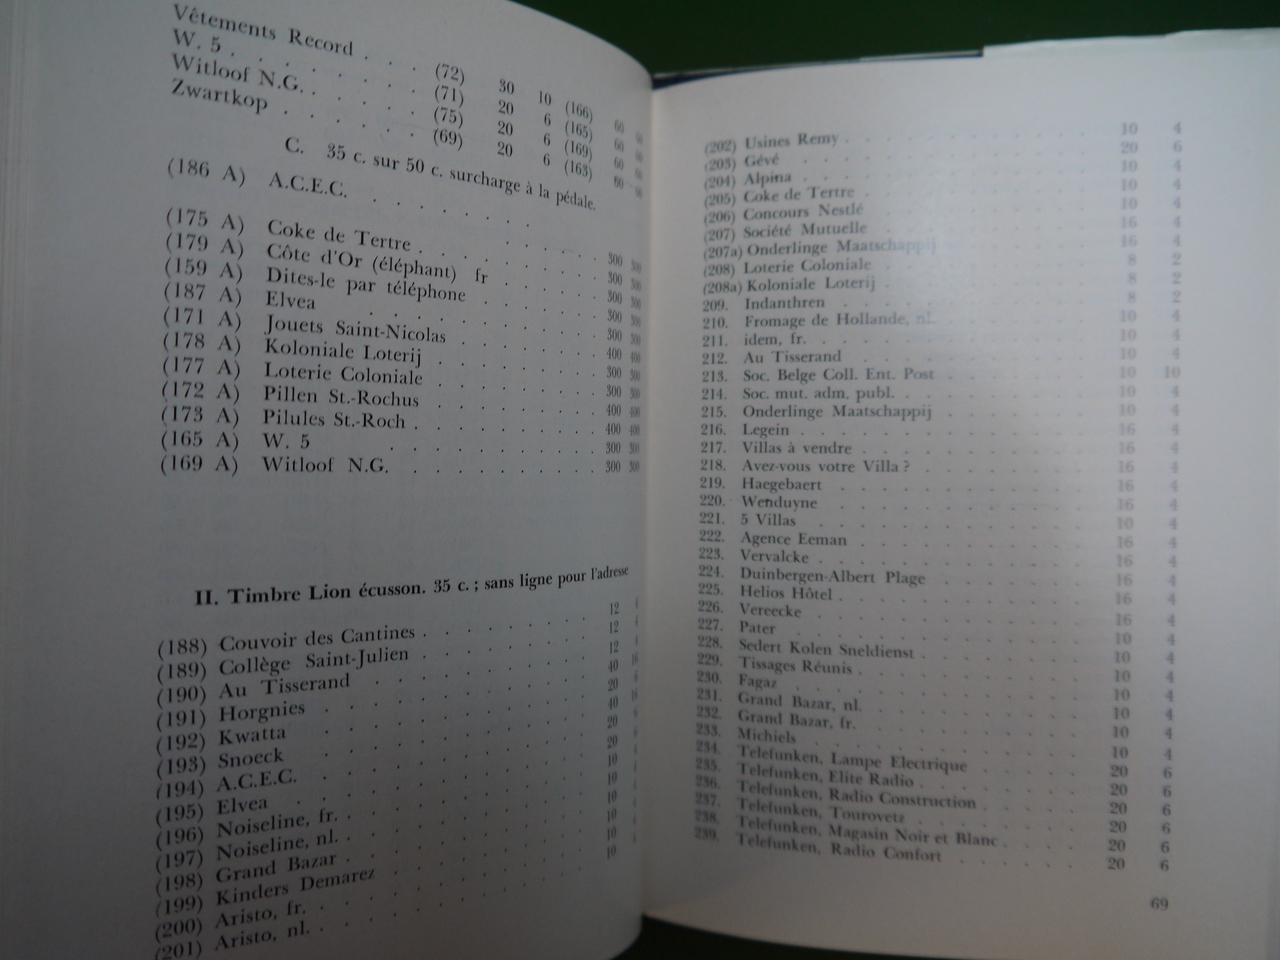 Vêtements Record . . . (72) 30 10 (166) 60
W. 5 . . . . . . . (71) 20 6 (165) 60
Witloof N.G. . . . . . (75) 20 6 (169) 60
Zwartkop . . . . . . (69) 20 6 (163) 60
C. 35 c. sur 50 c. surcharge à la pédale.
(186 A) A.C.E.C. . . . . . . .
(175 A) Coke de Tertre . . . . . . 300 300
(179 A) Côte d'Or (éléphant) fr . . . . . 300 300
(159 A) Dites-le par téléphone . . . . . . 300 300
(187 A) Elvea . . . . . . . . . 300 300
(171 A) Jouets Saint-Nicolas . . . . . . . 400 400
(178 A) Koloniale Loterij . . . . . . . . 300 300
(177 A) Loterie Coloniale . . . . . . . . 300 300
(172 A) Pillen St.-Rochus . . . . . . . . 400 400
(173 A) Pilules St.-Roch . . . . . . . . . 400 400
(165 A) W. 5 . . . . . . . . . 300 300
(169 A) Witloof N.G. . . . . . . . . . 300 300
II. Timbre Lion écusson. 35 c. ; sans ligne pour l'adresse
(188) Couvoir des Cantines . . . . . . . 12
(189) Collège Saint-Julien . . . . . . . 12
(190) Au Tisserand . . . . . . . . 12
(191) Horgnies . . . . . . . . . 40
(192) Kwatta . . . . . . . . . 20
(193) Snoeck . . . . . . . . . 40
(194) A.C.E.C. . . . . . . . . . 20
(195) Elvea . . . . . . . . . 20
(196) Noiseline, fr. . . . . . . . . 10
(197) Noiseline, nl. . . . . . . . . 10
(198) Grand Bazar . . . . . . . . 10
(199) Kinders Demarez . . . . . . . 10
(200) Aristo, fr. . . . . . . . . 10
(201) Aristo, nl. . . . . . . . .
(202) Usines Remy . . . . . . . . 10 4
(203) Gévé . . . . . . . . . 20 6
(204) Alpina . . . . . . . . . 10 4
(205) Coke de Tertre . . . . . . . 10 4
(206) Concours Nestlé . . . . . . . 10 4
(207) Société Mutuelle . . . . . . . 16 4
(207a) Onderlinge Maatschappij . . . . . 16 4
(208) Loterie Coloniale . . . . . . . 8 2
(208a) Koloniale Loterij . . . . . . . 8 2
209. Indanthren . . . . . . . . 8 2
210. Fromage de Hollande, nl. . . . . . 10 4
211. idem, fr. . . . . . . . . . 10 4
212. Au Tisserand . . . . . . . . 10 4
213. Soc. Belge Coll. Ent. Post . . . . . 10 10
214. Soc. mut. adm. publ. . . . . . . 10 4
215. Onderlinge Maatschappij . . . . . 10 4
216. Legein . . . . . . . . . 16 4
217. Villas à vendre . . . . . . . 16 4
218. Avez-vous votre Villa ? . . . . . . 16 4
219. Haegebaert . . . . . . . . 16 4
220. Wenduyne . . . . . . . . 16 4
221. 5 Villas . . . . . . . . . 10 4
222. Agence Eeman . . . . . . . 16 4
223. Vervalcke . . . . . . . . . 16 4
224. Duinbergen-Albert Plage . . . . . 16 4
225. Helios Hôtel . . . . . . . . 16 4
226. Vereecke . . . . . . . . . 16 4
227. Pater . . . . . . . . . 10 4
228. Sedert Kolen Sneldienst . . . . . . 10 4
229. Tissages Réunis . . . . . . . . 10 4
230. Fagaz . . . . . . . . . 10 4
231. Grand Bazar, nl. . . . . . . . 10 4
232. Grand Bazar, fr. . . . . . . . 10 4
233. Michiels . . . . . . . . . 10 4
234. Telefunken, Lampe Electrique . . . . 20 6
235. Telefunken, Elite Radio . . . . . . 20 6
236. Telefunken, Radio Construction . . . . 20 6
237. Telefunken, Tourovetz . . . . . . 20 6
238. Telefunken, Magasin Noir et Blanc . . . 20 6
239. Telefunken, Radio Confort . . . . . 20 6
69